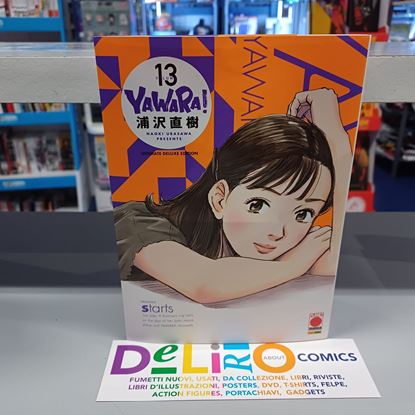 13
YAWARA!
浦沢直樹
NAOKI URASAWA
PRESENTS
ULTIMATE DELUXE EDITION
YAWAR
starts
DELIRIO
ABOUT
COMICS
FUMETTI NUOVI, USATI, DA COLLEZIONE, LIBRI, RIVISTE,
LIBRI D'ILLUSTRAZIONI, POSTERS, DVD, T-SHIRTS, FELPE,
ACTION FIGURES, PORTACHIAVI, GADGETS